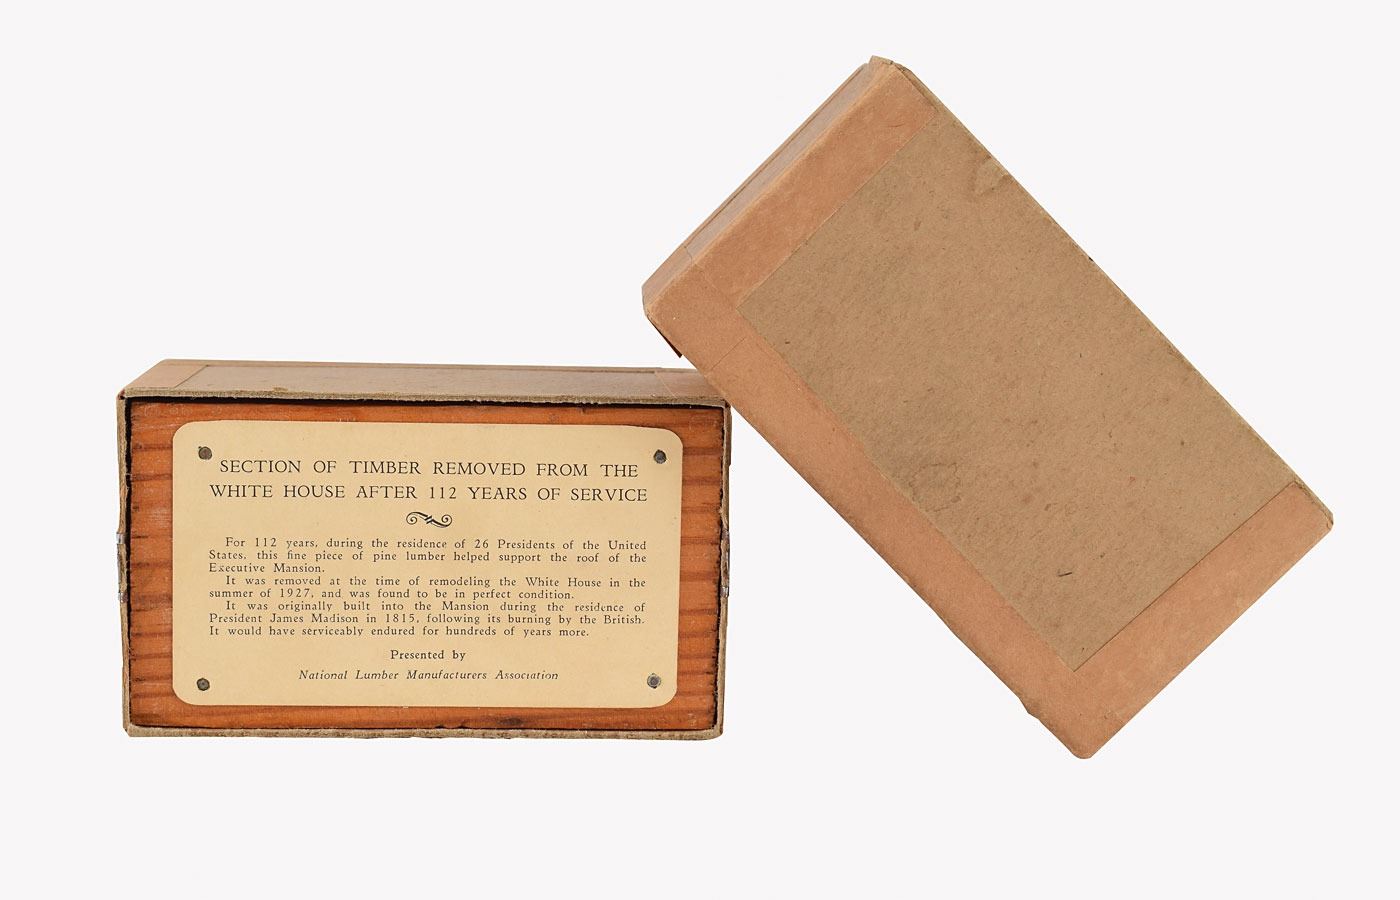 SECTION OF TIMBER REMOVED FROM THE
WHITE HOUSE AFTER 112 YEARS OF SERVICE
For 112 years, during the residence of 26 Presidents of the United
States, this fine piece of pine lumber helped support the roof of the
Executive Mansion.
It was removed at the time of remodeling the White House in the
summer of 1927, and was found to be in perfect condition.
It was originally built into the Mansion during the residence of
President James Madison in 1815, following its burning by the British.
It would have serviceably endured for hundreds of years more.
Presented by
National Lumber Manufacturers Association